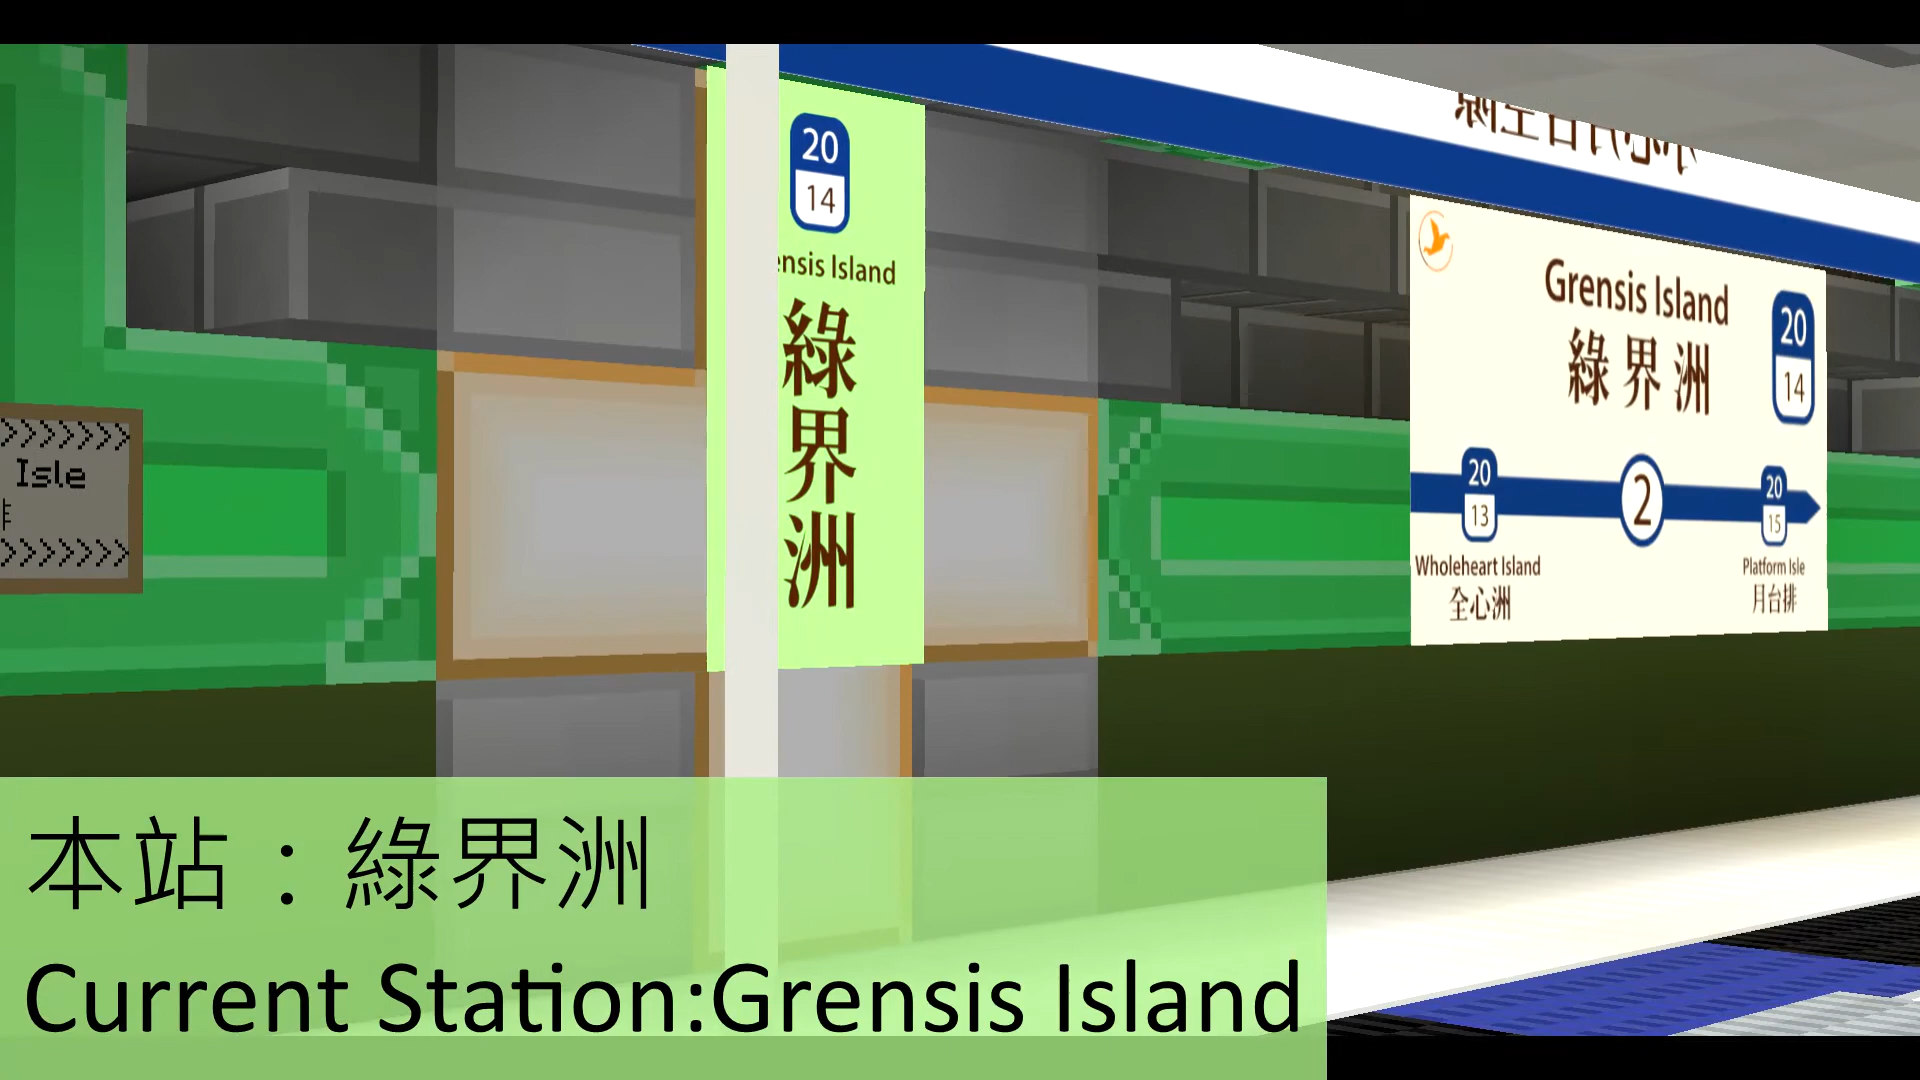 20
14
ensis Island
綠界洲
Grensis Island
綠界洲
20
14
20
13
2
20
15
Wholeheart Island
全心洲
Platform Isle
月台排
>>>>>>>
Isle
排
>>>>>>>
本站：綠界洲
Current Station:Grensis Island